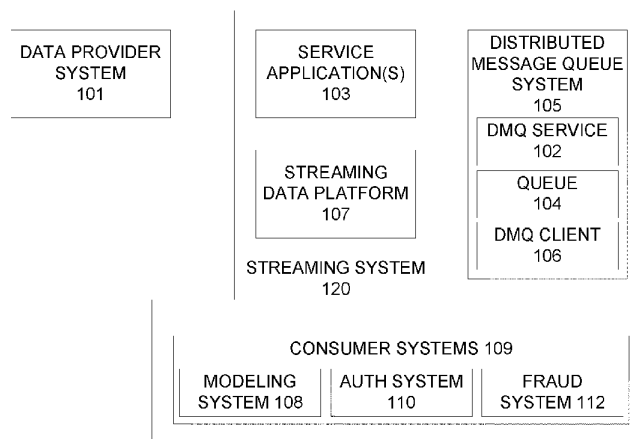 DATA PROVIDER
SYSTEM
101
SERVICE
APPLICATION(S)
103
DISTRIBUTED
MESSAGE QUEUE
SYSTEM
105
DMQ SERVICE
102
QUEUE
104
DMQ CLIENT
106
STREAMING
DATA PLATFORM
107
STREAMING SYSTEM
120
CONSUMER SYSTEMS 109
MODELING
SYSTEM 108
AUTH SYSTEM
110
FRAUD
SYSTEM 112